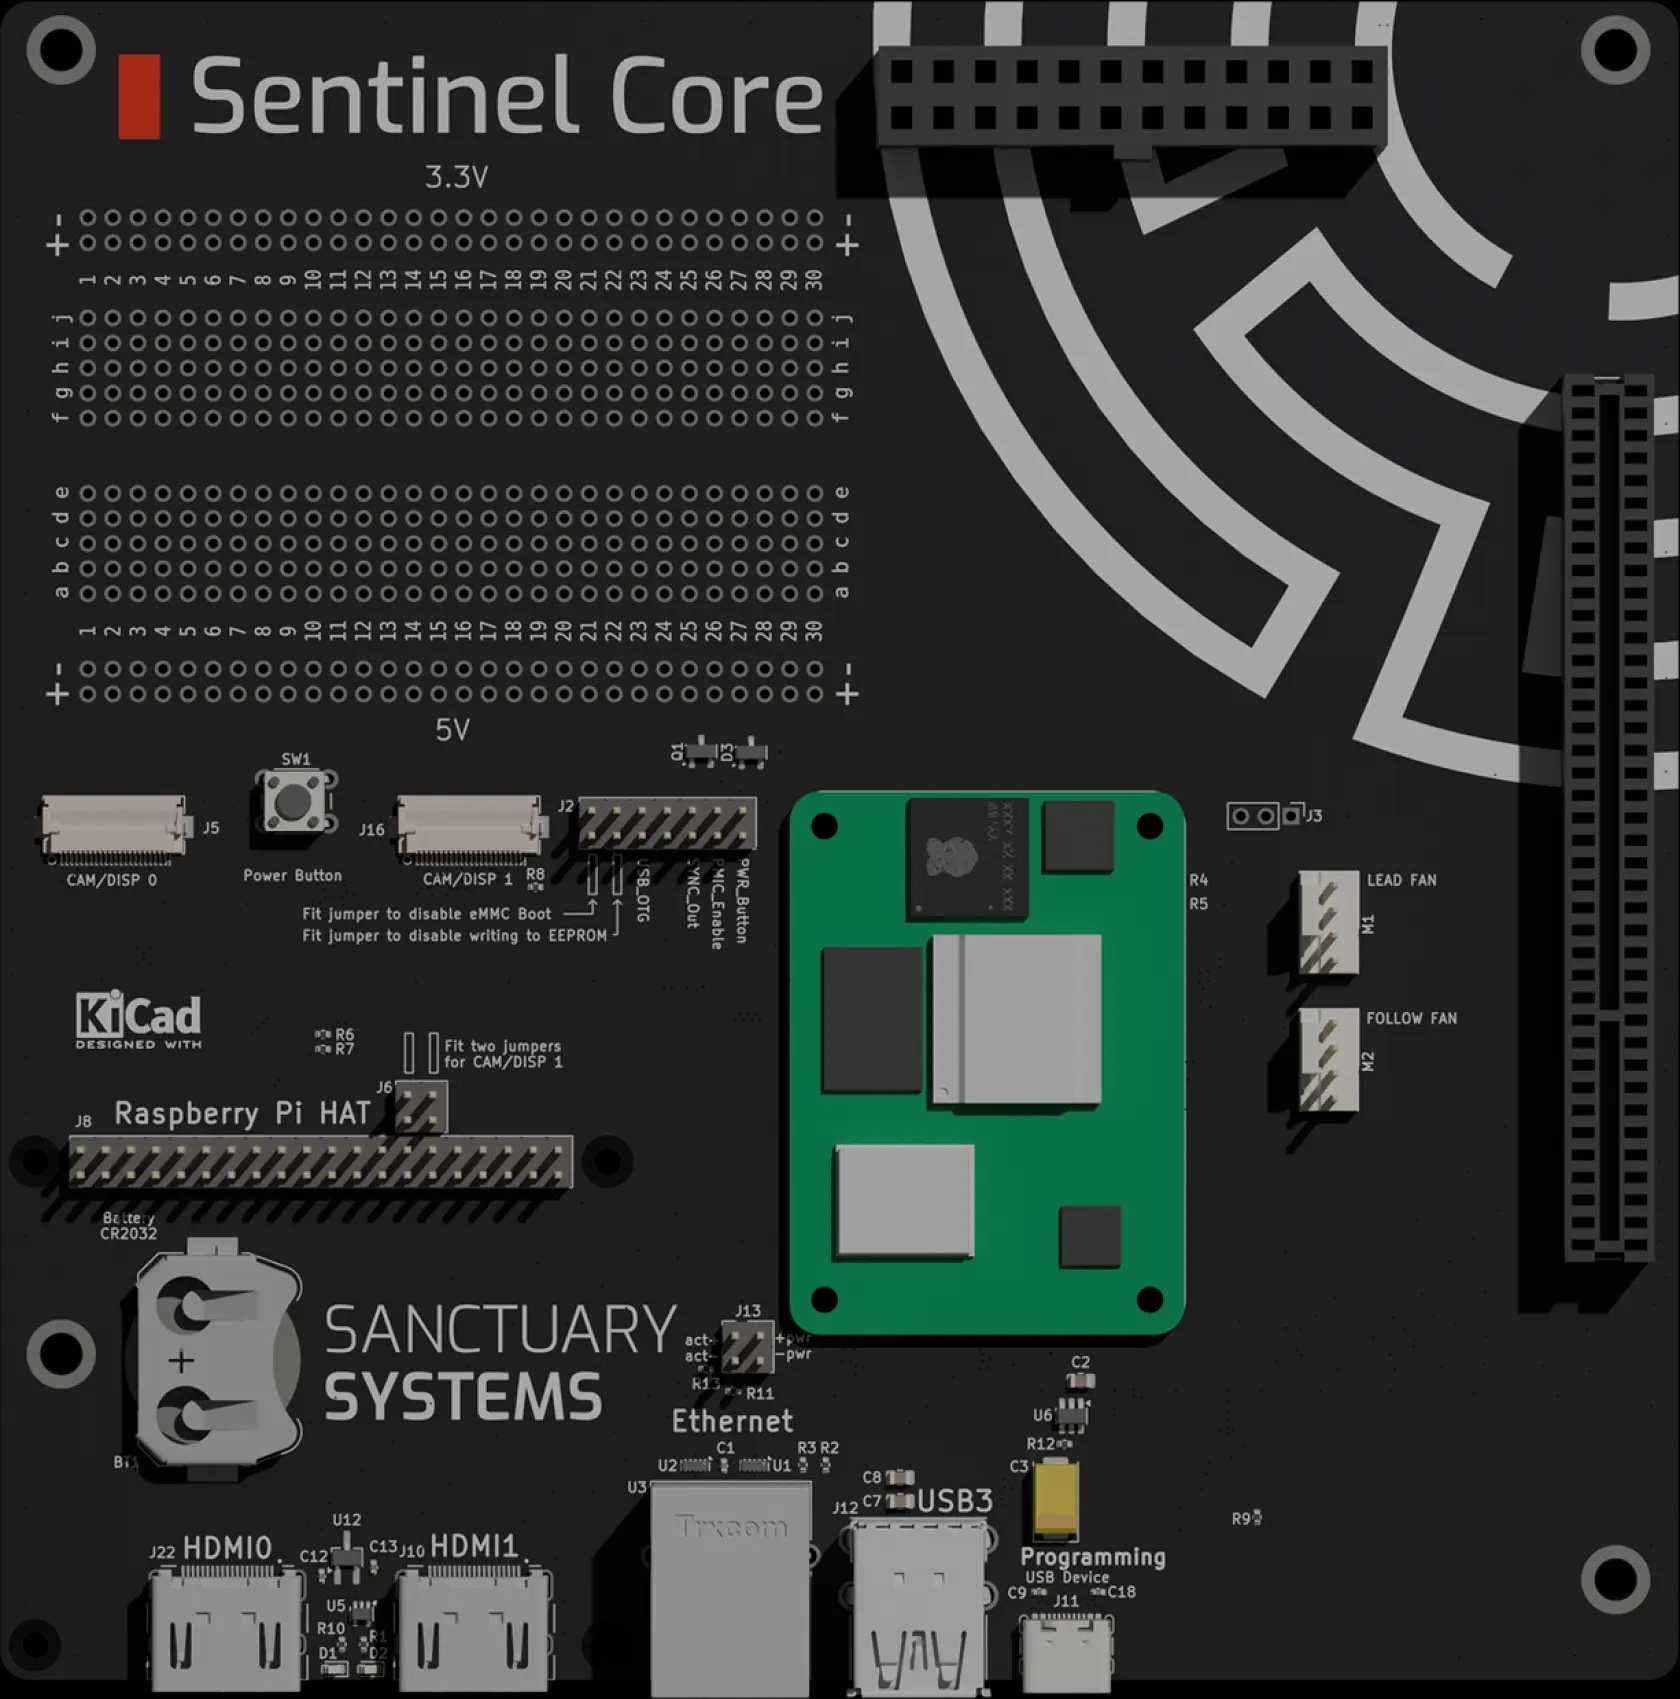 Sentinel Core
3.3V
- -
+ +
1 2 3 4 5 6 7 8 9 10 11 12 13 14 15 16 17 18 19 20 21 22 23 24 25 26 27 28 29 30
j j
i i
h h
g g
f f
e e
d d
c c
b b
a a
1 2 3 4 5 6 7 8 9 10 11 12 13 14 15 16 17 18 19 20 21 22 23 24 25 26 27 28 29 30
- -
+ +
5V
Q1 D3
SW1
J5
J16
J2
J3
CAM/DISP 0
Power Button
CAM/DISP 1
R8
USB_OTG
SYNC_Out
PMIC_Enable
PWR_Button
Fit jumper to disable eMMC Boot
Fit jumper to disable writing to EEPROM
R4
R5
LEAD FAN
M1
FOLLOW FAN
M2
KiCad
DESIGNED WITH
R6
R7
Fit two jumpers
for CAM/DISP 1
J6
J8
Raspberry Pi HAT
Battery
CR2032
+
BT1
SANCTUARY
SYSTEMS
J13
act- +pwr
act- -pwr
R13 R11
Ethernet
U2 C1 U1 R3 R2
U3
Trxcom
C2
U6
R12
C3
C8
C7
J12
USB3
R9
Programming
USB Device
C9 C18
J11
J22 HDMI0
U12
C12 C13
J10 HDMI1
U5
R10 R1
D1 D2